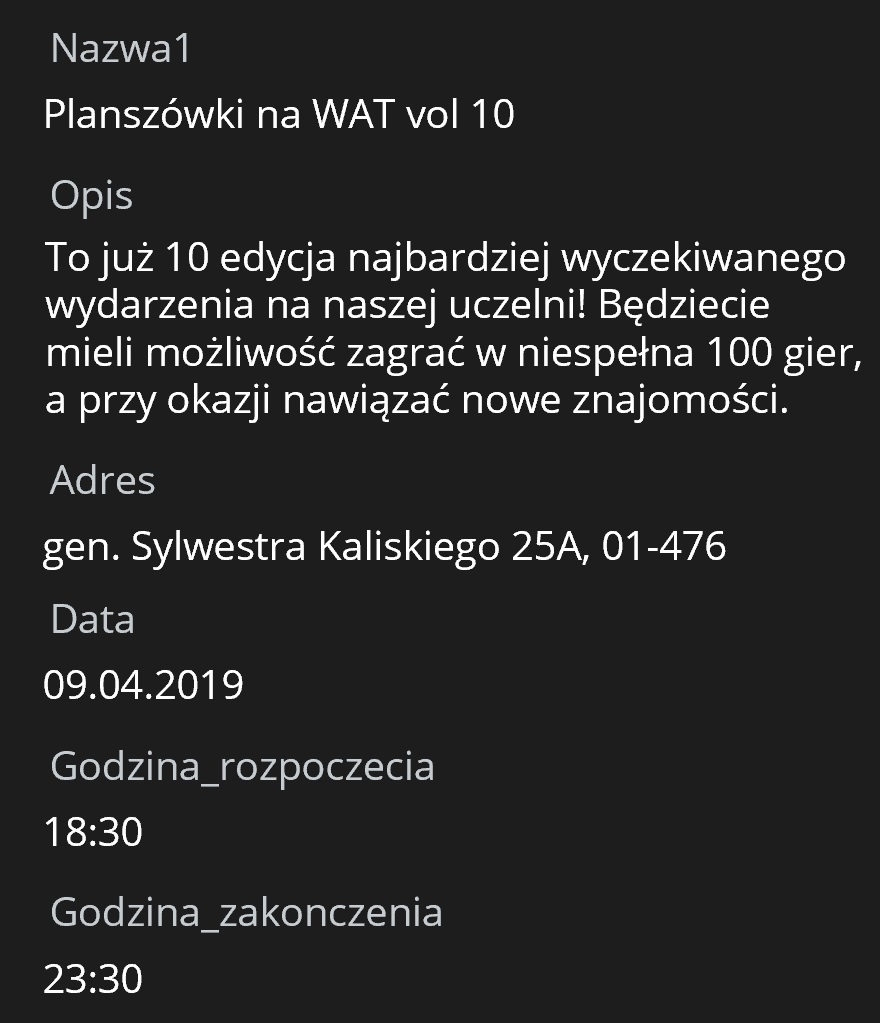 Nazwa1
Planszówki na WAT vol 10
Opis
To już 10 edycja najbardziej wyczekiwanego
wydarzenia na naszej uczelni! Będziecie
mieli możliwość zagrać w niespełna 100 gier,
a przy okazji nawiązać nowe znajomości.
Adres
gen. Sylwestra Kaliskiego 25A, 01-476
Data
09.04.2019
Godzina_rozpoczecia
18:30
Godzina_zakonczenia
23:30